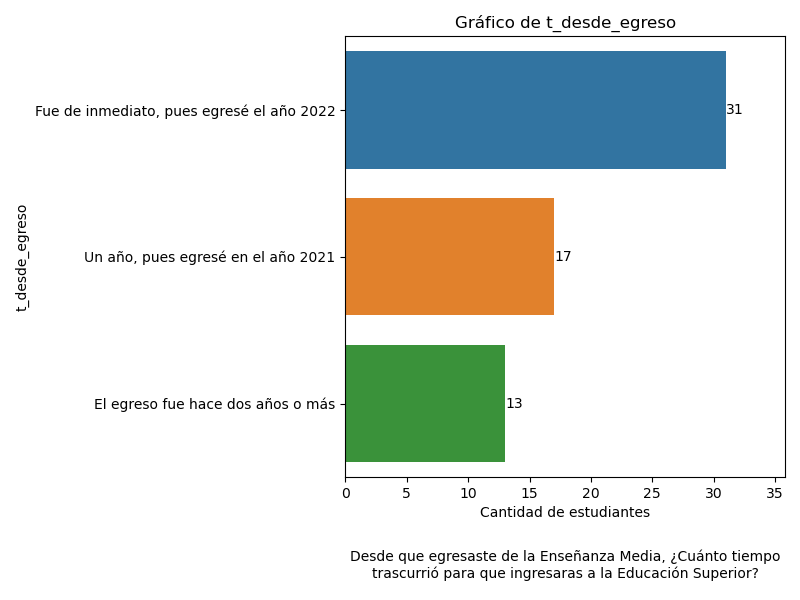 Gráfico de t_desde_egreso
t_desde_egreso
Fue de inmediato, pues egresé el año 2022
31
Un año, pues egresé en el año 2021
17
El egreso fue hace dos años o más
13
0 5 10 15 20 25 30 35
Cantidad de estudiantes
Desde que egresaste de la Enseñanza Media, ¿Cuánto tiempo
trascurrió para que ingresaras a la Educación Superior?